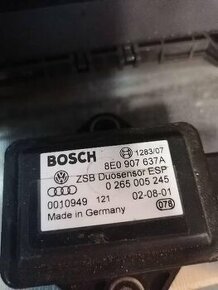 BOSCH 1283/07
8E0 907 637A
ZSB Duosensor ESP
0 265 005 245
0010949 121 02-08-01
Made in Germany 078